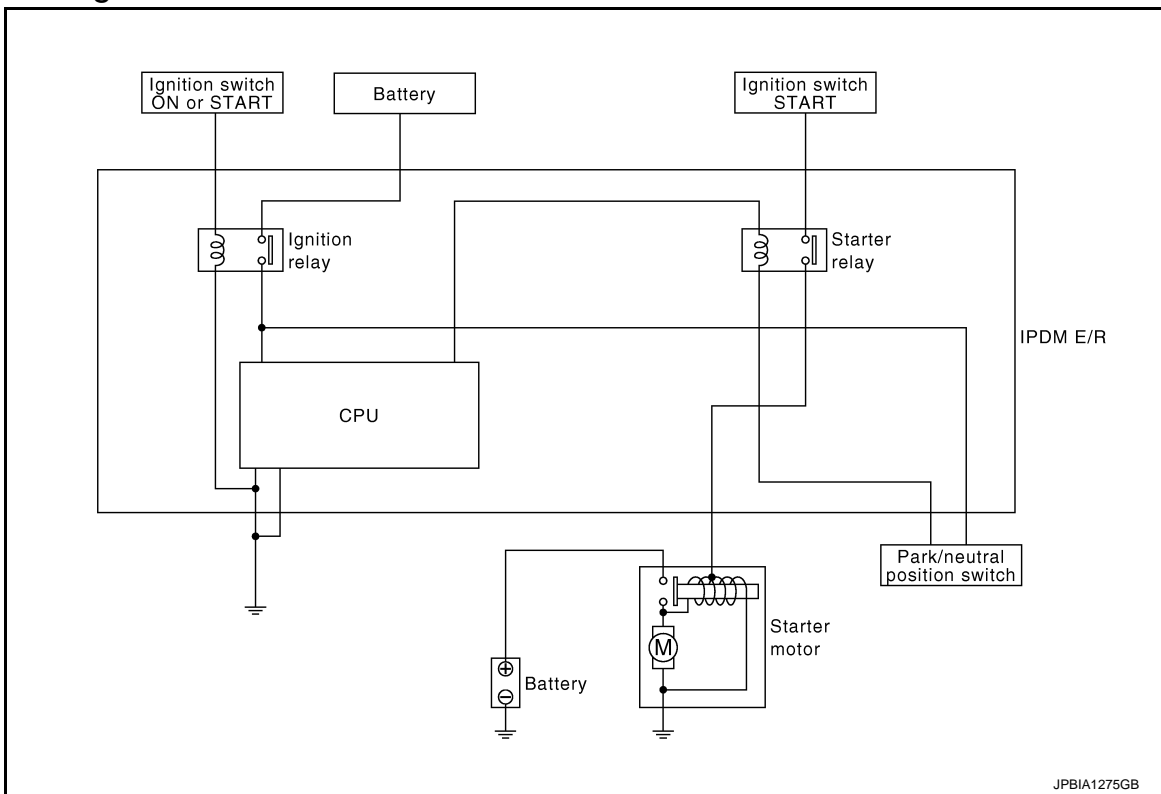 Ignition switch
ON or START
Battery
Ignition switch
START
Ignition
relay
Starter
relay
IPDM E/R
CPU
Park/neutral
position switch
Starter
motor
M
Battery
JPBIA1275GB